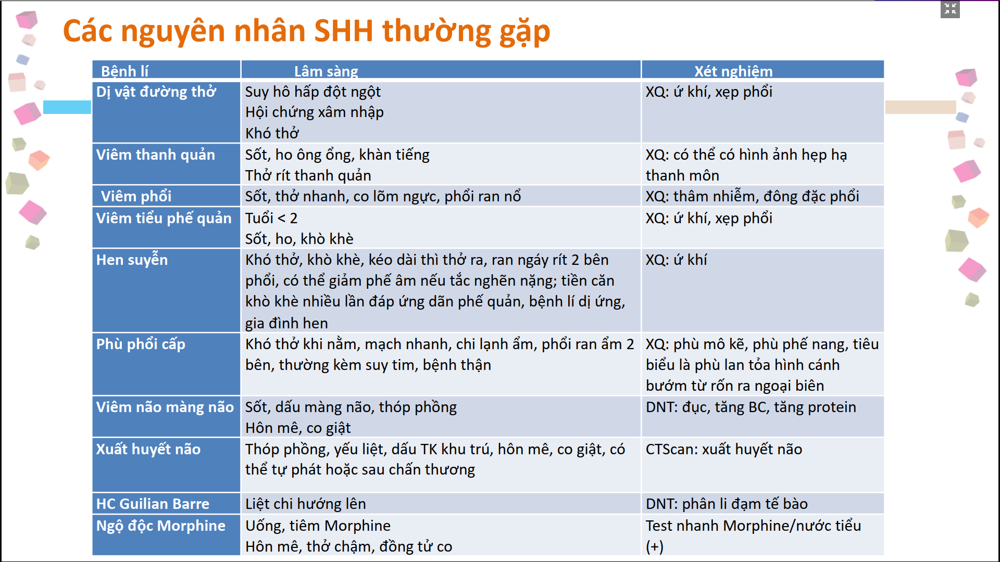 Các nguyên nhân SHH thường gặp
Bệnh lí
Lâm sàng
Xét nghiệm
Dị vật đường thở
Suy hô hấp đột ngột
Hội chứng xâm nhập
Khó thở
XQ: ứ khí, xẹp phổi
Viêm thanh quản
Sốt, ho ông ổng, khàn tiếng
Thở rít thanh quản
XQ: có thể có hình ảnh hẹp hạ
thanh môn
Viêm phổi
Sốt, thở nhanh, co lõm ngực, phổi ran nổ
XQ: thâm nhiễm, đông đặc phổi
Viêm tiểu phế quản
Tuổi < 2
Sốt, ho, khò khè
XQ: ứ khí, xẹp phổi
Hen suyễn
Khó thở, khò khè, kéo dài thì thở ra, ran ngáy rít 2 bên
phổi, có thể giảm phế âm nếu tắc nghẽn nặng; tiền căn
khò khè nhiều lần đáp ứng dãn phế quản, bệnh lí dị ứng,
gia đình hen
XQ: ứ khí
Phù phổi cấp
Khó thở khi nằm, mạch nhanh, chi lạnh ẩm, phổi ran ẩm 2
bên, thường kèm suy tim, bệnh thận
XQ: phù mô kẽ, phù phế nang, tiêu
biểu là phù lan tỏa hình cánh
bướm từ rốn ra ngoại biên
Viêm não màng não
Sốt, dấu màng não, thóp phồng
Hôn mê, co giật
DNT: đục, tăng BC, tăng protein
Xuất huyết não
Thóp phồng, yếu liệt, dấu TK khu trú, hôn mê, co giật, có
thể tự phát hoặc sau chấn thương
CTScan: xuất huyết não
HC Guilian Barre
Liệt chi hướng lên
DNT: phân li đạm tế bào
Ngộ độc Morphine
Uống, tiêm Morphine
Hôn mê, thở chậm, đồng tử co
Test nhanh Morphine/nước tiểu
(+)